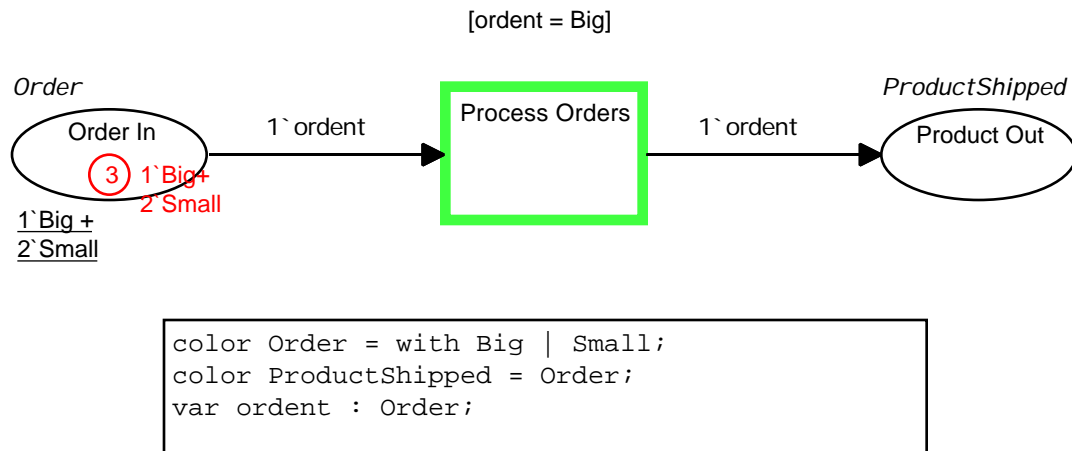 [ordent = Big]
Order
ProductShipped
Order In
1`ordent
Process Orders
1`ordent
Product Out
3
1`Big+
2`Small
1`Big +
2`Small
color Order = with Big | Small;
color ProductShipped = Order;
var ordent : Order;